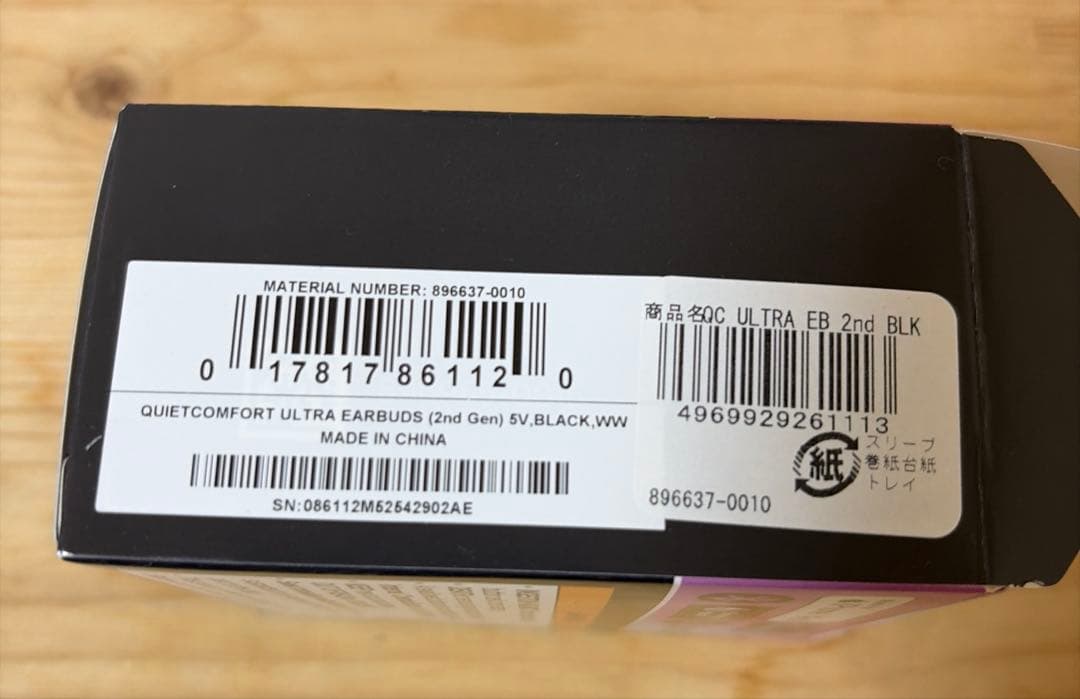 MATERIAL NUMBER: 896637-0010
0 17817 86112 0
QUIETCOMFORT ULTRA EARBUDS (2nd Gen) 5V,BLACK,WW
MADE IN CHINA
SN:086112M52542902AE
商品名QC ULTRA EB 2nd BLK
4969929261113
紙
スリーブ
巻紙台紙
トレイ
896637-0010